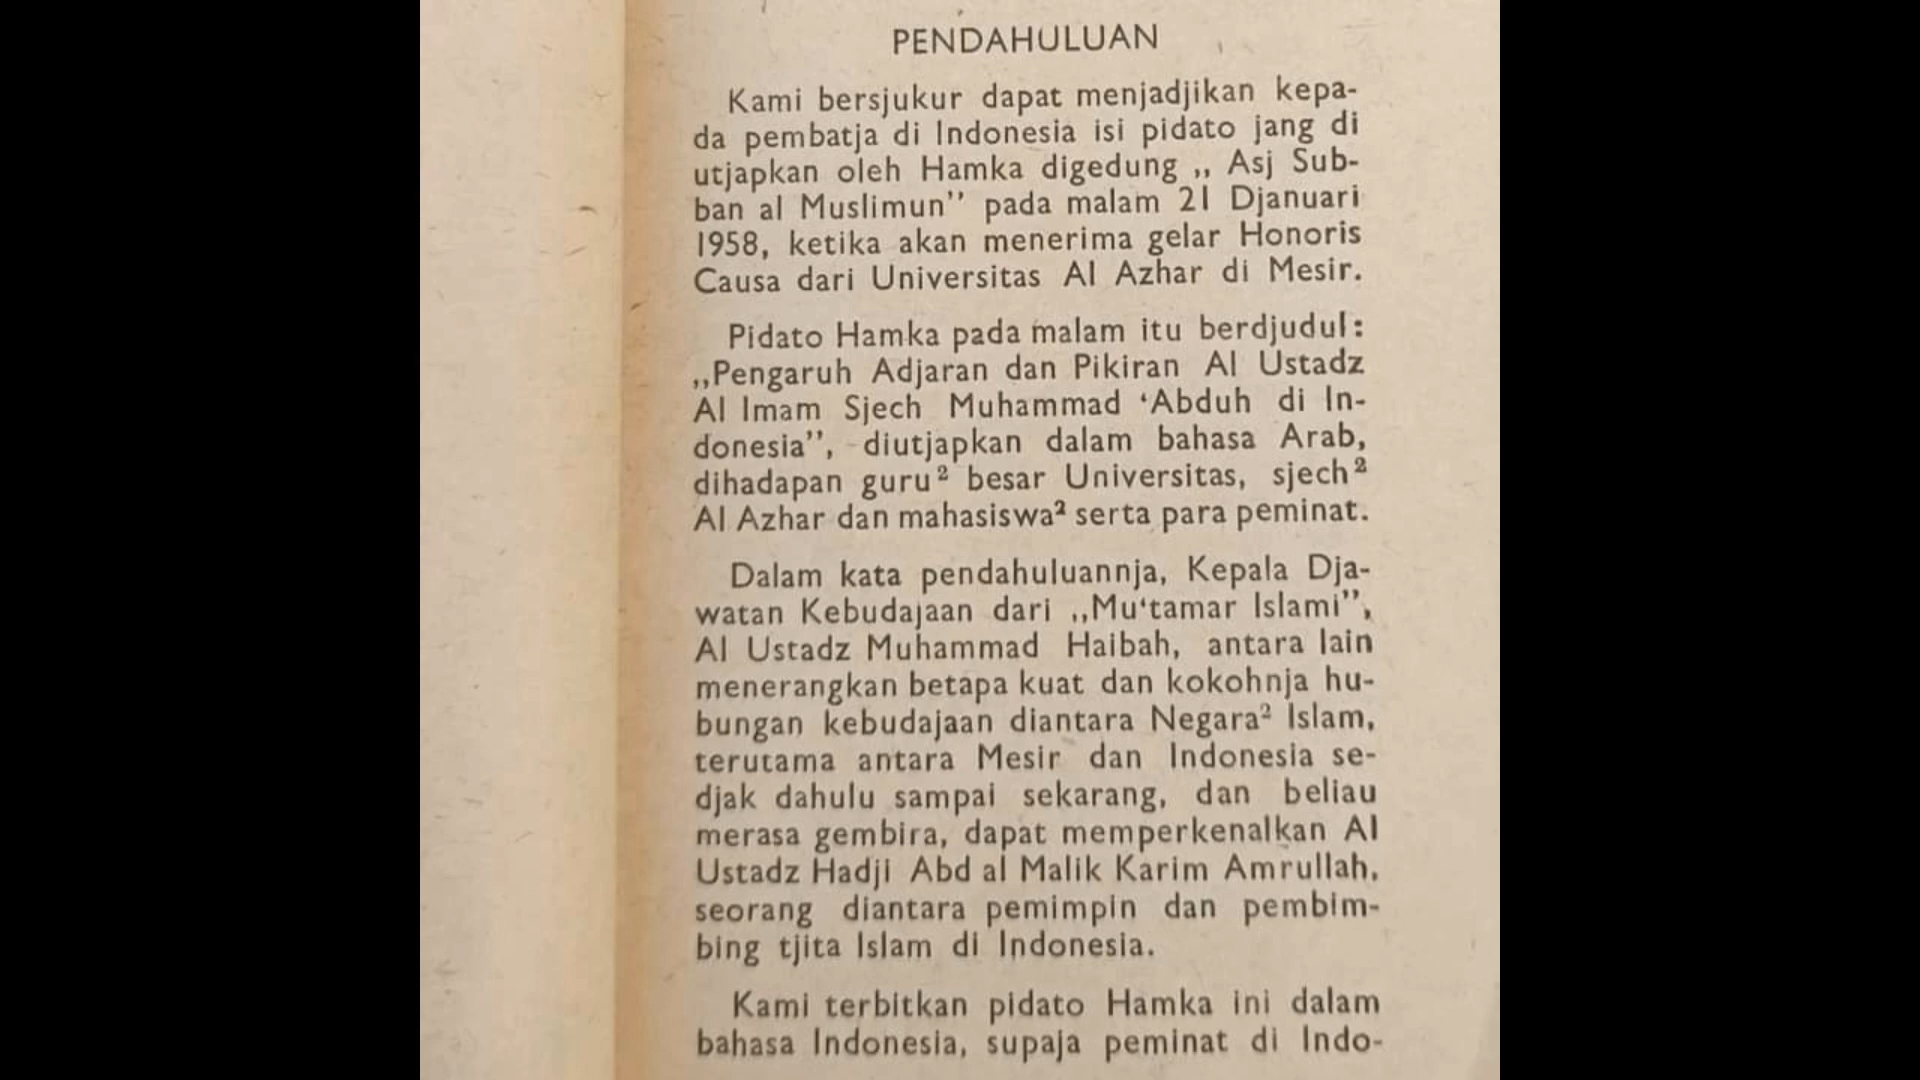 PENDAHULUAN
Kami bersjukur dapat menjadjikan kepa-
da pembatja di Indonesia isi pidato jang di
utjapkan oleh Hamka digedung ,, Asj Sub-
ban al Muslimun'' pada malam 21 Djanuari
1958, ketika akan menerima gelar Honoris
Causa dari Universitas Al Azhar di Mesir.
Pidato Hamka pada malam itu berdjudul:
,,Pengaruh Adjaran dan Pikiran Al Ustadz
Al Imam Sjech Muhammad ‘Abduh di In-
donesia'', diutjapkan dalam bahasa Arab,
dihadapan guru² besar Universitas, sjech²
Al Azhar dan mahasiswa² serta para peminat.
Dalam kata pendahuluannja, Kepala Dja-
watan Kebudajaan dari ,,Mu‘tamar Islami'',
Al Ustadz Muhammad Haibah, antara lain
menerangkan betapa kuat dan kokohnja hu-
bungan kebudajaan diantara Negara² Islam,
terutama antara Mesir dan Indonesia se-
djak dahulu sampai sekarang, dan beliau
merasa gembira, dapat memperkenalkan Al
Ustadz Hadji Abd al Malik Karim Amrullah,
seorang diantara pemimpin dan pembim-
bing tjita Islam di Indonesia.
Kami terbitkan pidato Hamka ini dalam
bahasa Indonesia, supaja peminat di Indo-